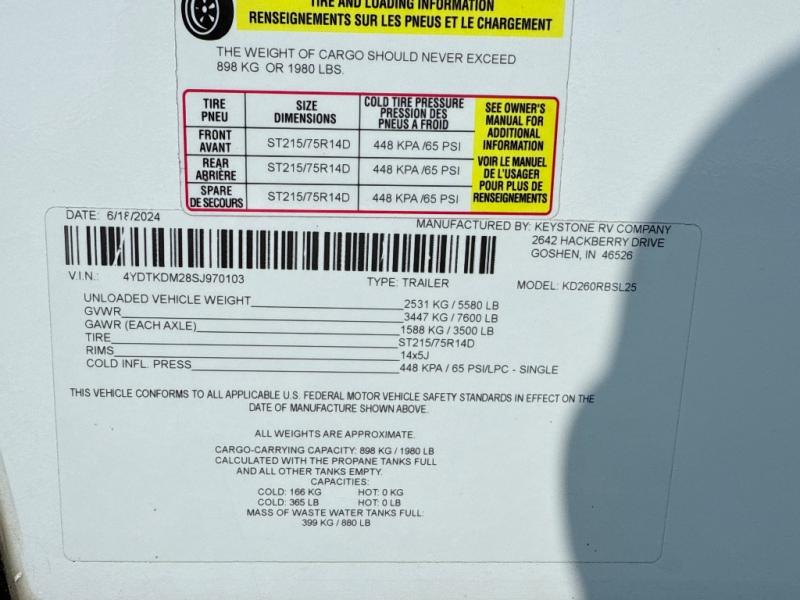 TIRE AND LOADING INFORMATION
RENSEIGNEMENTS SUR LES PNEUS ET LE CHARGEMENT
THE WEIGHT OF CARGO SHOULD NEVER EXCEED
898 KG OR 1980 LBS.
TIRE PNEU SIZE DIMENSIONS COLD TIRE PRESSURE PRESSION DES PNEUS A FROID
FRONT AVANT ST215/75R14D 448 KPA /65 PSI
REAR ARRIÈRE ST215/75R14D 448 KPA /65 PSI
SPARE DE SECOURS ST215/75R14D 448 KPA /65 PSI
SEE OWNER'S
MANUAL FOR
ADDITIONAL
INFORMATION
VOIR LE MANUEL
DE L'USAGER
POUR PLUS DE
RENSEIGNEMENTS
DATE: 6/18/2024
MANUFACTURED BY: KEYSTONE RV COMPANY
2642 HACKBERRY DRIVE
GOSHEN, IN 46526
V.I.N.: 4YDTKDM28SJ970103 TYPE: TRAILER MODEL: KD260RBSL25
UNLOADED VEHICLE WEIGHT 2531 KG / 5580 LB
GVWR 3447 KG / 7600 LB
GAWR (EACH AXLE) 1588 KG / 3500 LB
TIRE ST215/75R14D
RIMS 14x5J
COLD INFL. PRESS 448 KPA / 65 PSI/LPC - SINGLE
THIS VEHICLE CONFORMS TO ALL APPLICABLE U.S. FEDERAL MOTOR VEHICLE SAFETY STANDARDS IN EFFECT ON THE
DATE OF MANUFACTURE SHOWN ABOVE.
ALL WEIGHTS ARE APPROXIMATE.
CARGO-CARRYING CAPACITY: 898 KG / 1980 LB
CALCULATED WITH THE PROPANE TANKS FULL
AND ALL OTHER TANKS EMPTY.
CAPACITIES:
COLD: 166 KG HOT: 0 KG
COLD: 365 LB HOT: 0 LB
MASS OF WASTE WATER TANKS FULL:
399 KG / 880 LB